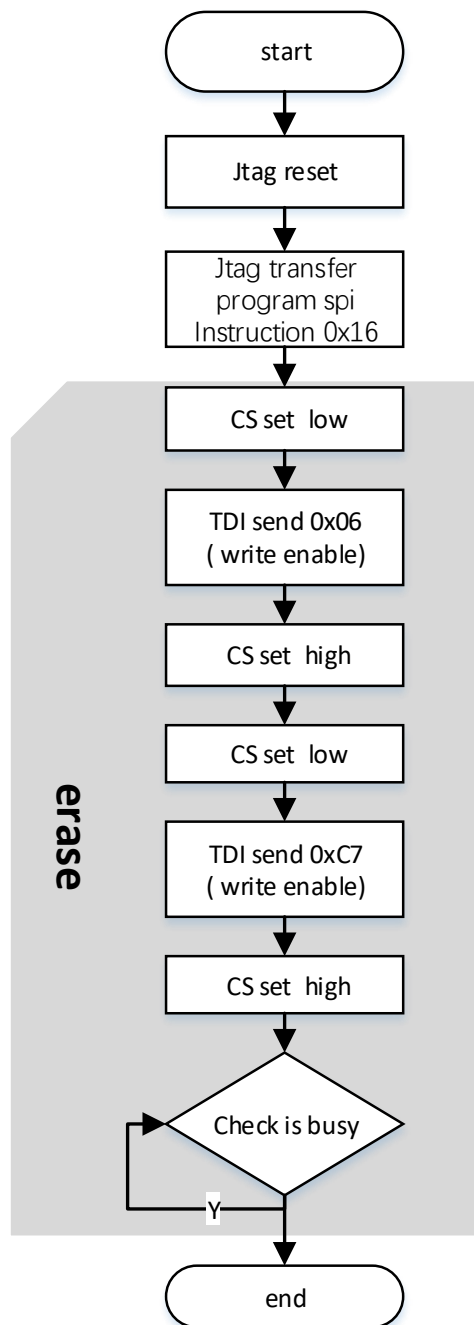 start
Jtag reset
Jtag transfer
program spi
Instruction 0x16
CS set low
TDI send 0x06
( write enable)
CS set high
CS set low
TDI send 0xC7
( write enable)
CS set high
erase
Check is busy
Y
end